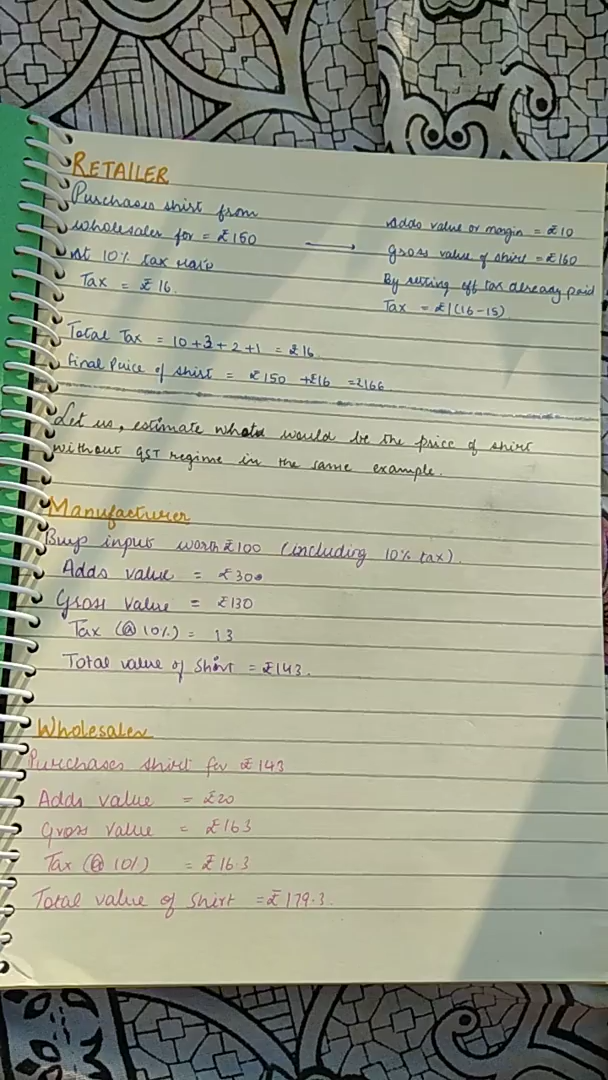 RETAILER
Purchases shirt from
wholesaler for = ₹150
at 10% tax rate
Tax = ₹16.
→
Adds value or margin = ₹10
Gross value of shirt = ₹160
By setting off tax already paid
Tax = ₹1(16-15)
Total Tax = 10+3+2+1 = ₹16
Final Price of shirt = ₹150 +₹16 =₹166
Let us, estimate what would be the price of shirt
without GST regime in the same example.
Manufacturer
Buys input worth ₹100 (including 10% tax).
Adds value = ₹300
Gross value = ₹130
Tax (@ 10%) = 13
Total value of shirt = ₹143.
Wholesaler
Purchases shirt for ₹143
Adds value = ₹20
Gross value = ₹163
Tax (@ 10%) = ₹16.3
Total value of shirt = ₹179.3.